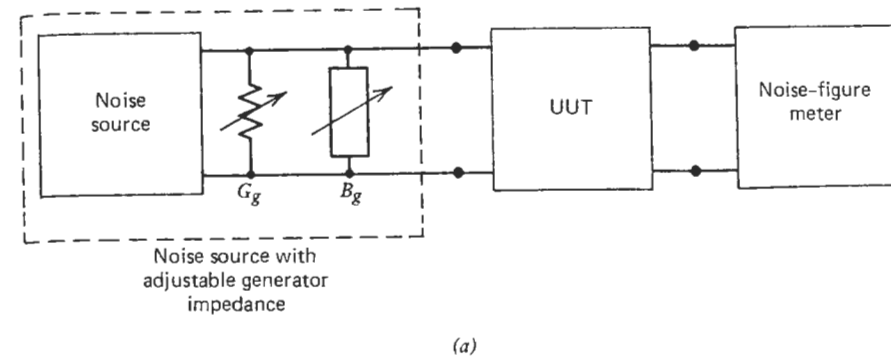 Noise
source
G_g
B_g
UUT
Noise-figure
meter
Noise source with
adjustable generator
impedance
(a)